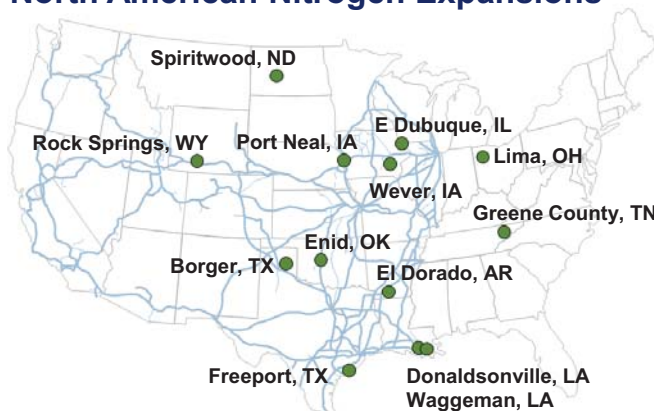 North American Nitrogen Expansions
Spiritwood, ND
E Dubuque, IL
Rock Springs, WY
Port Neal, IA
Lima, OH
Wever, IA
Greene County, TN
Enid, OK
Borger, TX
El Dorado, AR
Freeport, TX
Donaldsonville, LA
Waggeman, LA